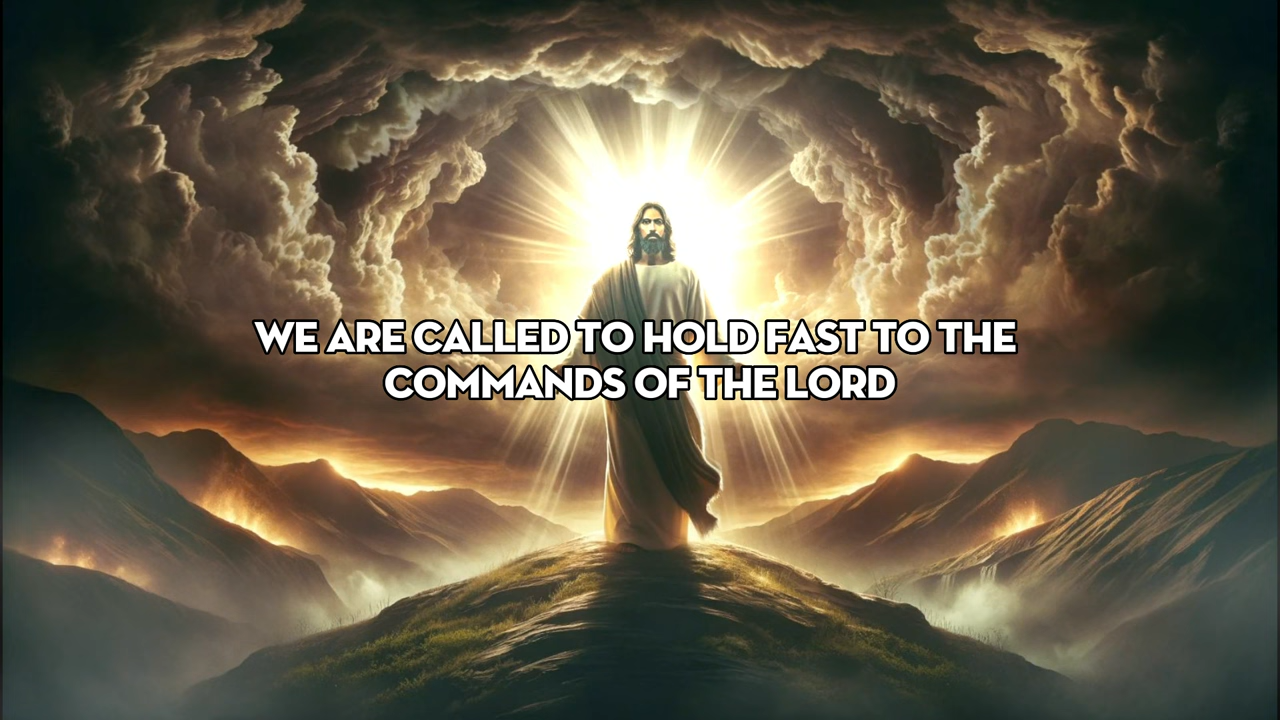 WE ARE CALLED TO HOLD FAST TO THE
COMMANDS OF THE LORD